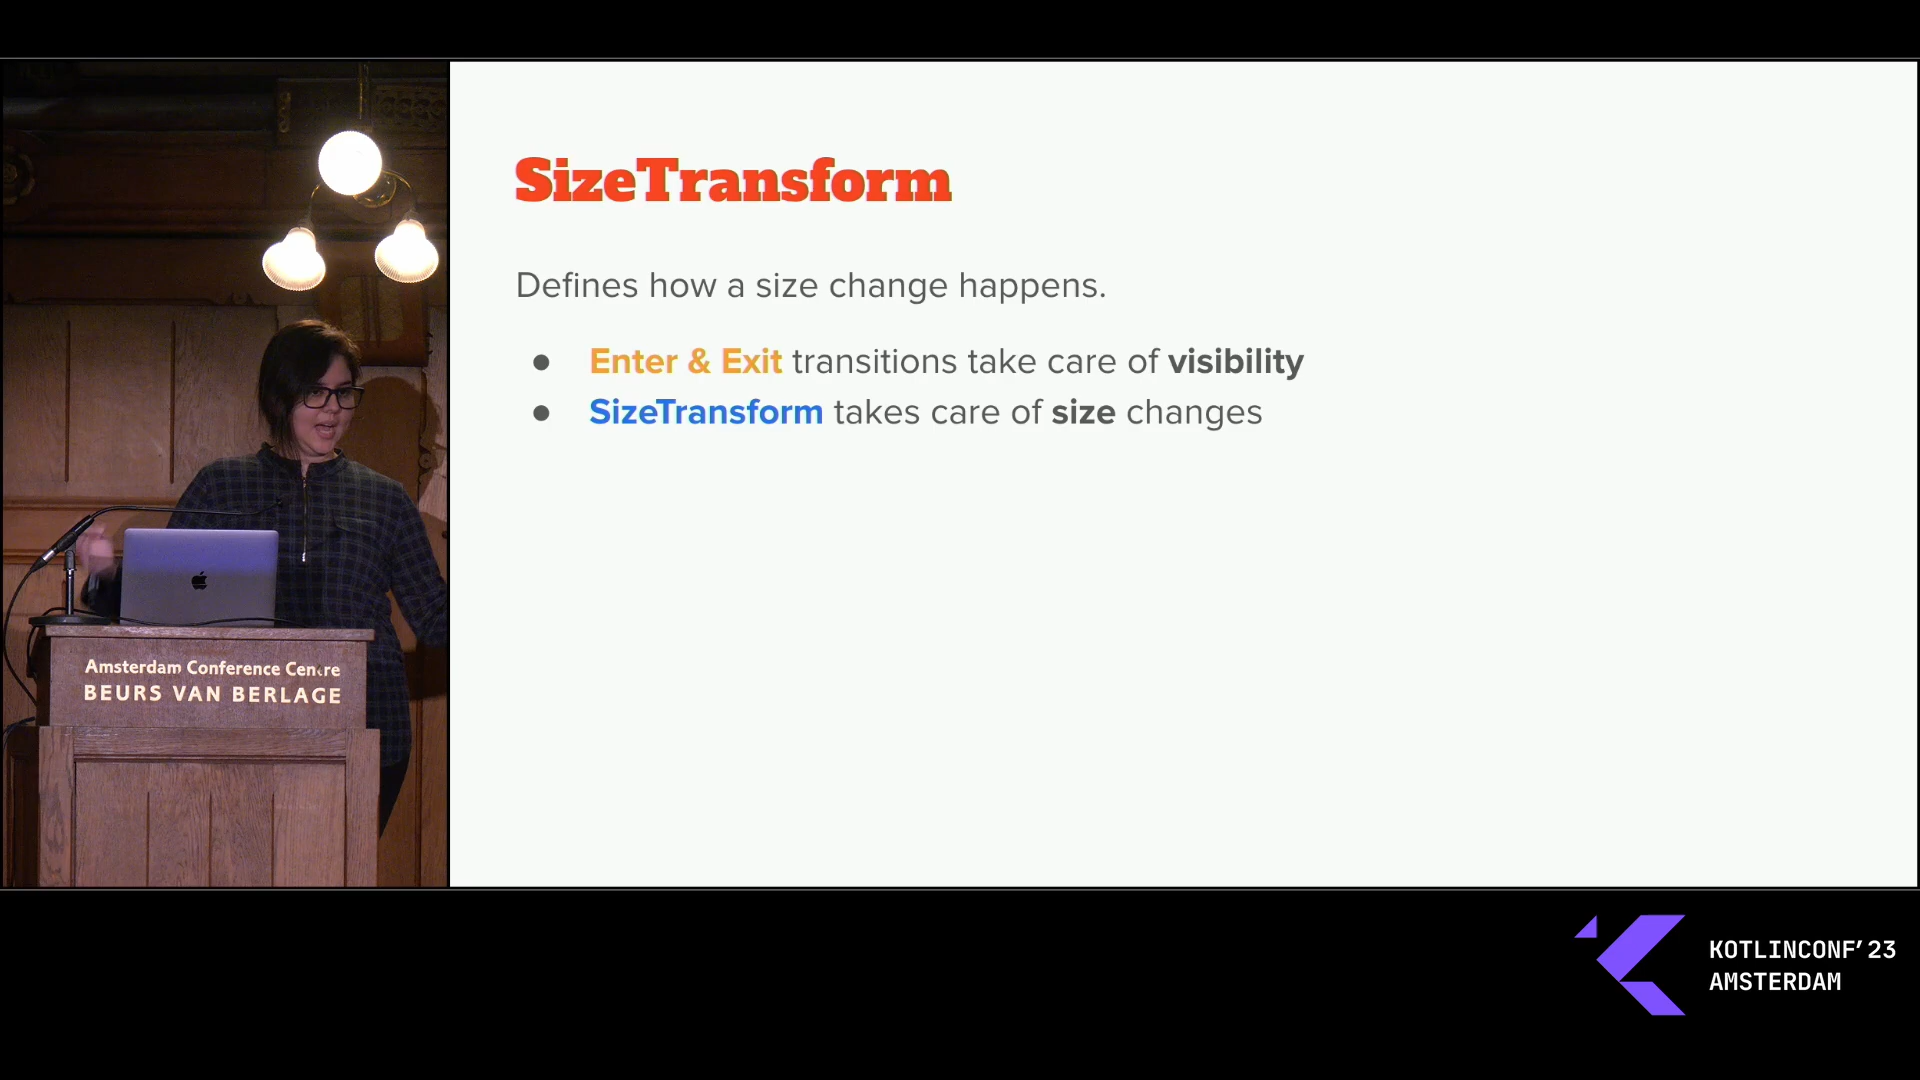 SizeTransform
Defines how a size change happens.
● Enter & Exit transitions take care of visibility
● SizeTransform takes care of size changes
Amsterdam Conference Centre
BEURS VAN BERLAGE
KOTLINCONF'23
AMSTERDAM